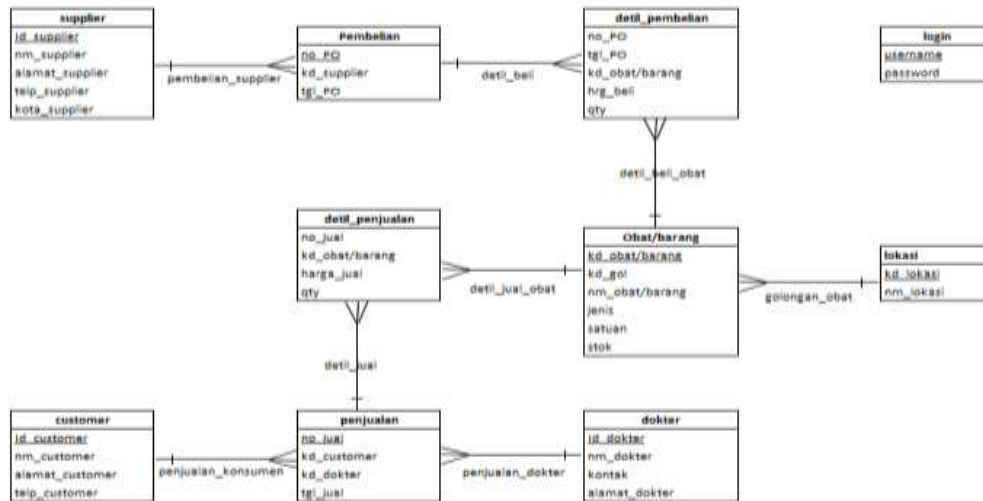 supplier
id_supplier
nm_supplier
alamat_supplier
telp_supplier
kota_supplier
pembelian_supplier
Pembelian
no_PO
kd_supplier
tgl_PO
detil_beli
detil_pembelian
no_PO
tgl_PO
kd_obat/barang
hrg_beli
qty
login
username
password
detil_beli_obat
detil_penjualan
no_jual
kd_obat/barang
harga_jual
qty
detil_jual_obat
Obat/barang
kd_obat/barang
kd_gol
nm_obat/barang
jenis
satuan
stok
golongan_obat
lokasi
kd_lokasi
nm_lokasi
detil_jual
customer
id_customer
nm_customer
alamat_customer
telp_customer
penjualan_konsumen
penjualan
no_jual
kd_customer
kd_dokter
tgl_jual
penjualan_dokter
dokter
id_dokter
nm_dokter
kontak
alamat_dokter